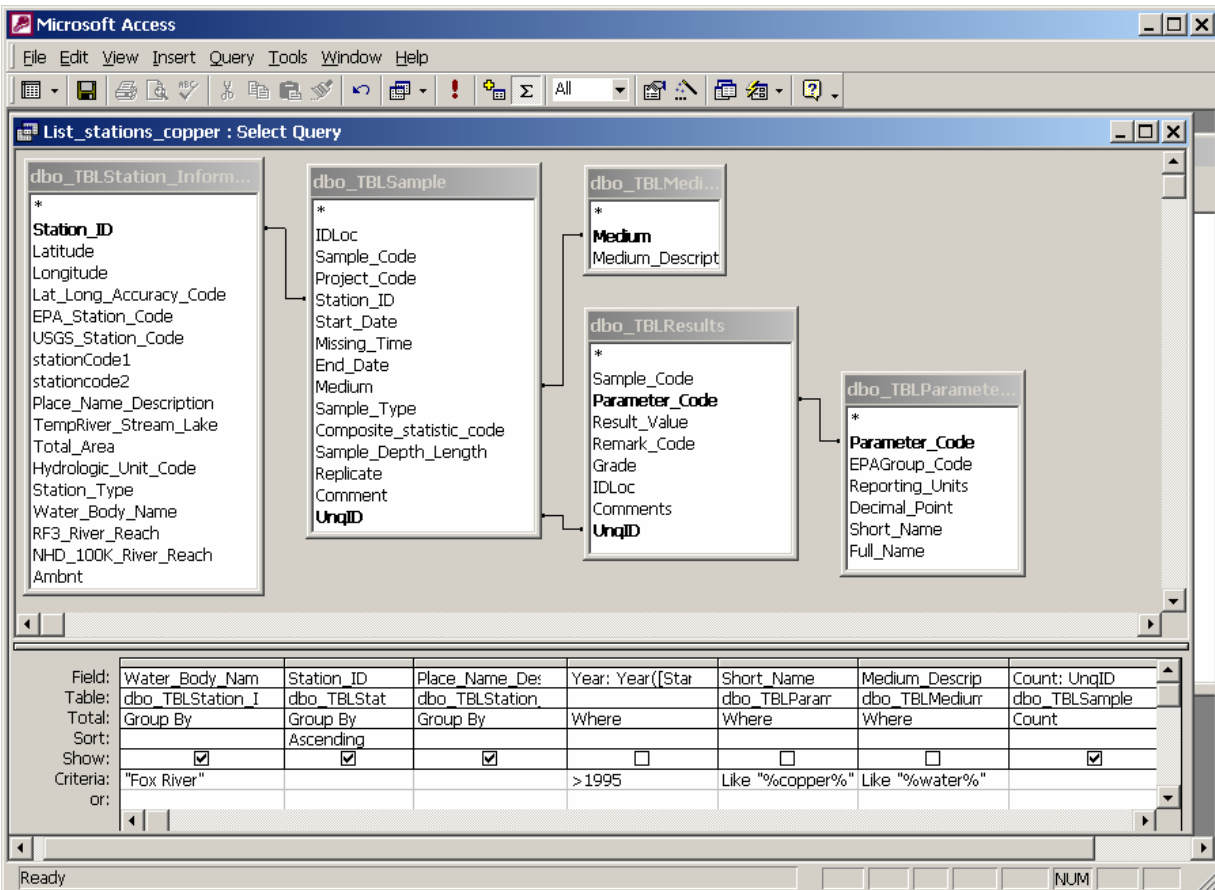 Microsoft Access
File Edit View Insert Query Tools Window Help
ABC Σ All
List_stations_copper : Select Query
dbo_TBLStation_Inform...
*
Station_ID
Latitude
Longitude
Lat_Long_Accuracy_Code
EPA_Station_Code
USGS_Station_Code
stationCode1
stationcode2
Place_Name_Description
TempRiver_Stream_Lake
Total_Area
Hydrologic_Unit_Code
Station_Type
Water_Body_Name
RF3_River_Reach
NHD_100K_River_Reach
Ambnt
dbo_TBLSample
*
IDLoc
Sample_Code
Project_Code
Station_ID
Start_Date
Missing_Time
End_Date
Medium
Sample_Type
Composite_statistic_code
Sample_Depth_Length
Replicate
Comment
UnqID
dbo_TBLMedi...
*
Medium
Medium_Descript
dbo_TBLResults
*
Sample_Code
Parameter_Code
Result_Value
Remark_Code
Grade
IDLoc
Comments
UnqID
dbo_TBLParamete...
*
Parameter_Code
EPAGroup_Code
Reporting_Units
Decimal_Point
Short_Name
Full_Name
Field: Water_Body_Nam Station_ID Place_Name_Des Year: Year([Star Short_Name Medium_Descrip Count: UnqID
Table: dbo_TBLStation_I dbo_TBLStat dbo_TBLStation_ dbo_TBLParam dbo_TBLMedium dbo_TBLSample
Total: Group By Group By Group By Where Where Where Count
Sort: Ascending
Show:
Criteria: "Fox River" >1995 Like "%copper%" Like "%water%"
or:
Ready NUM